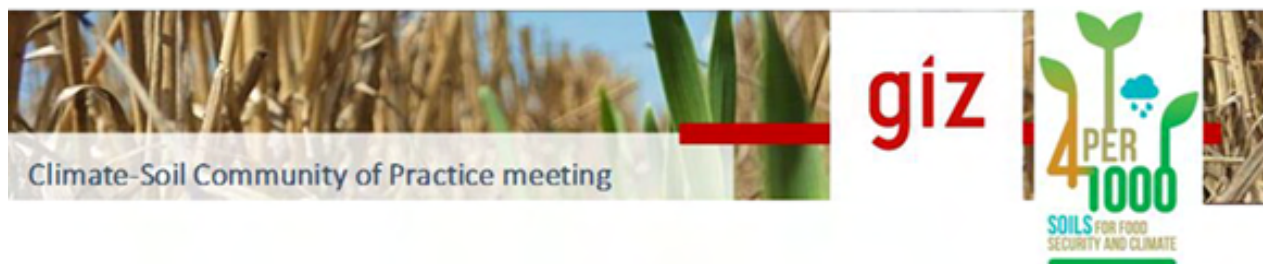 Climate-Soil Community of Practice meeting
giz
4 PER
1000
SOILS FOR FOOD
SECURITY AND CLIMATE